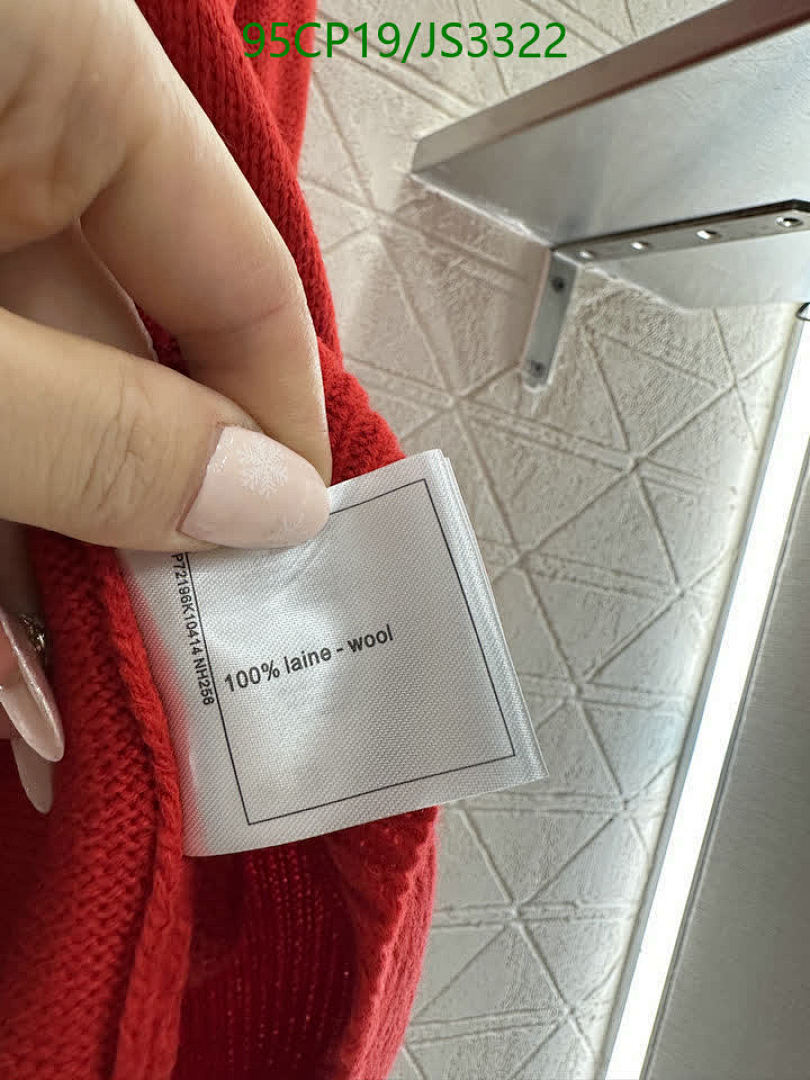 95CP19/JS3322
P72196K10414 NH256
100% laine - wool